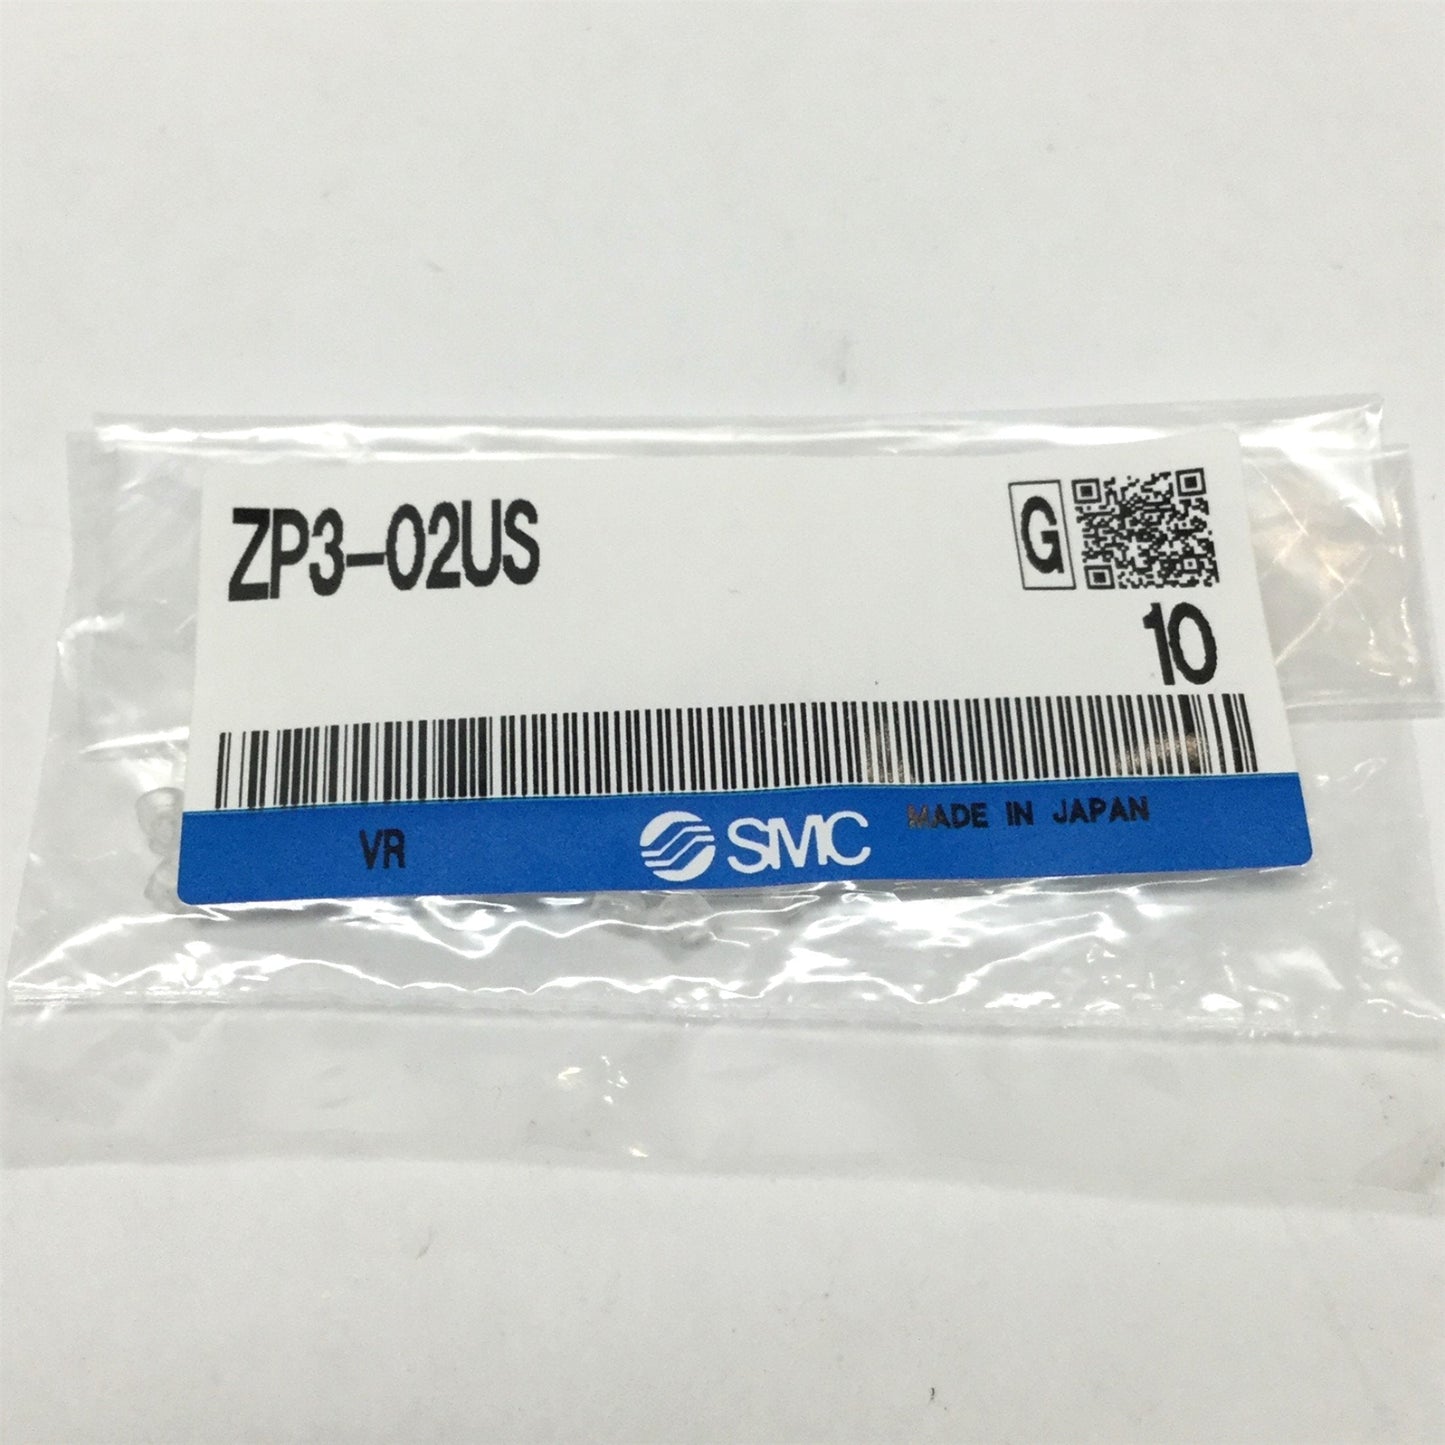 ZP3-02US
G
10
VR
SMC
MADE IN JAPAN